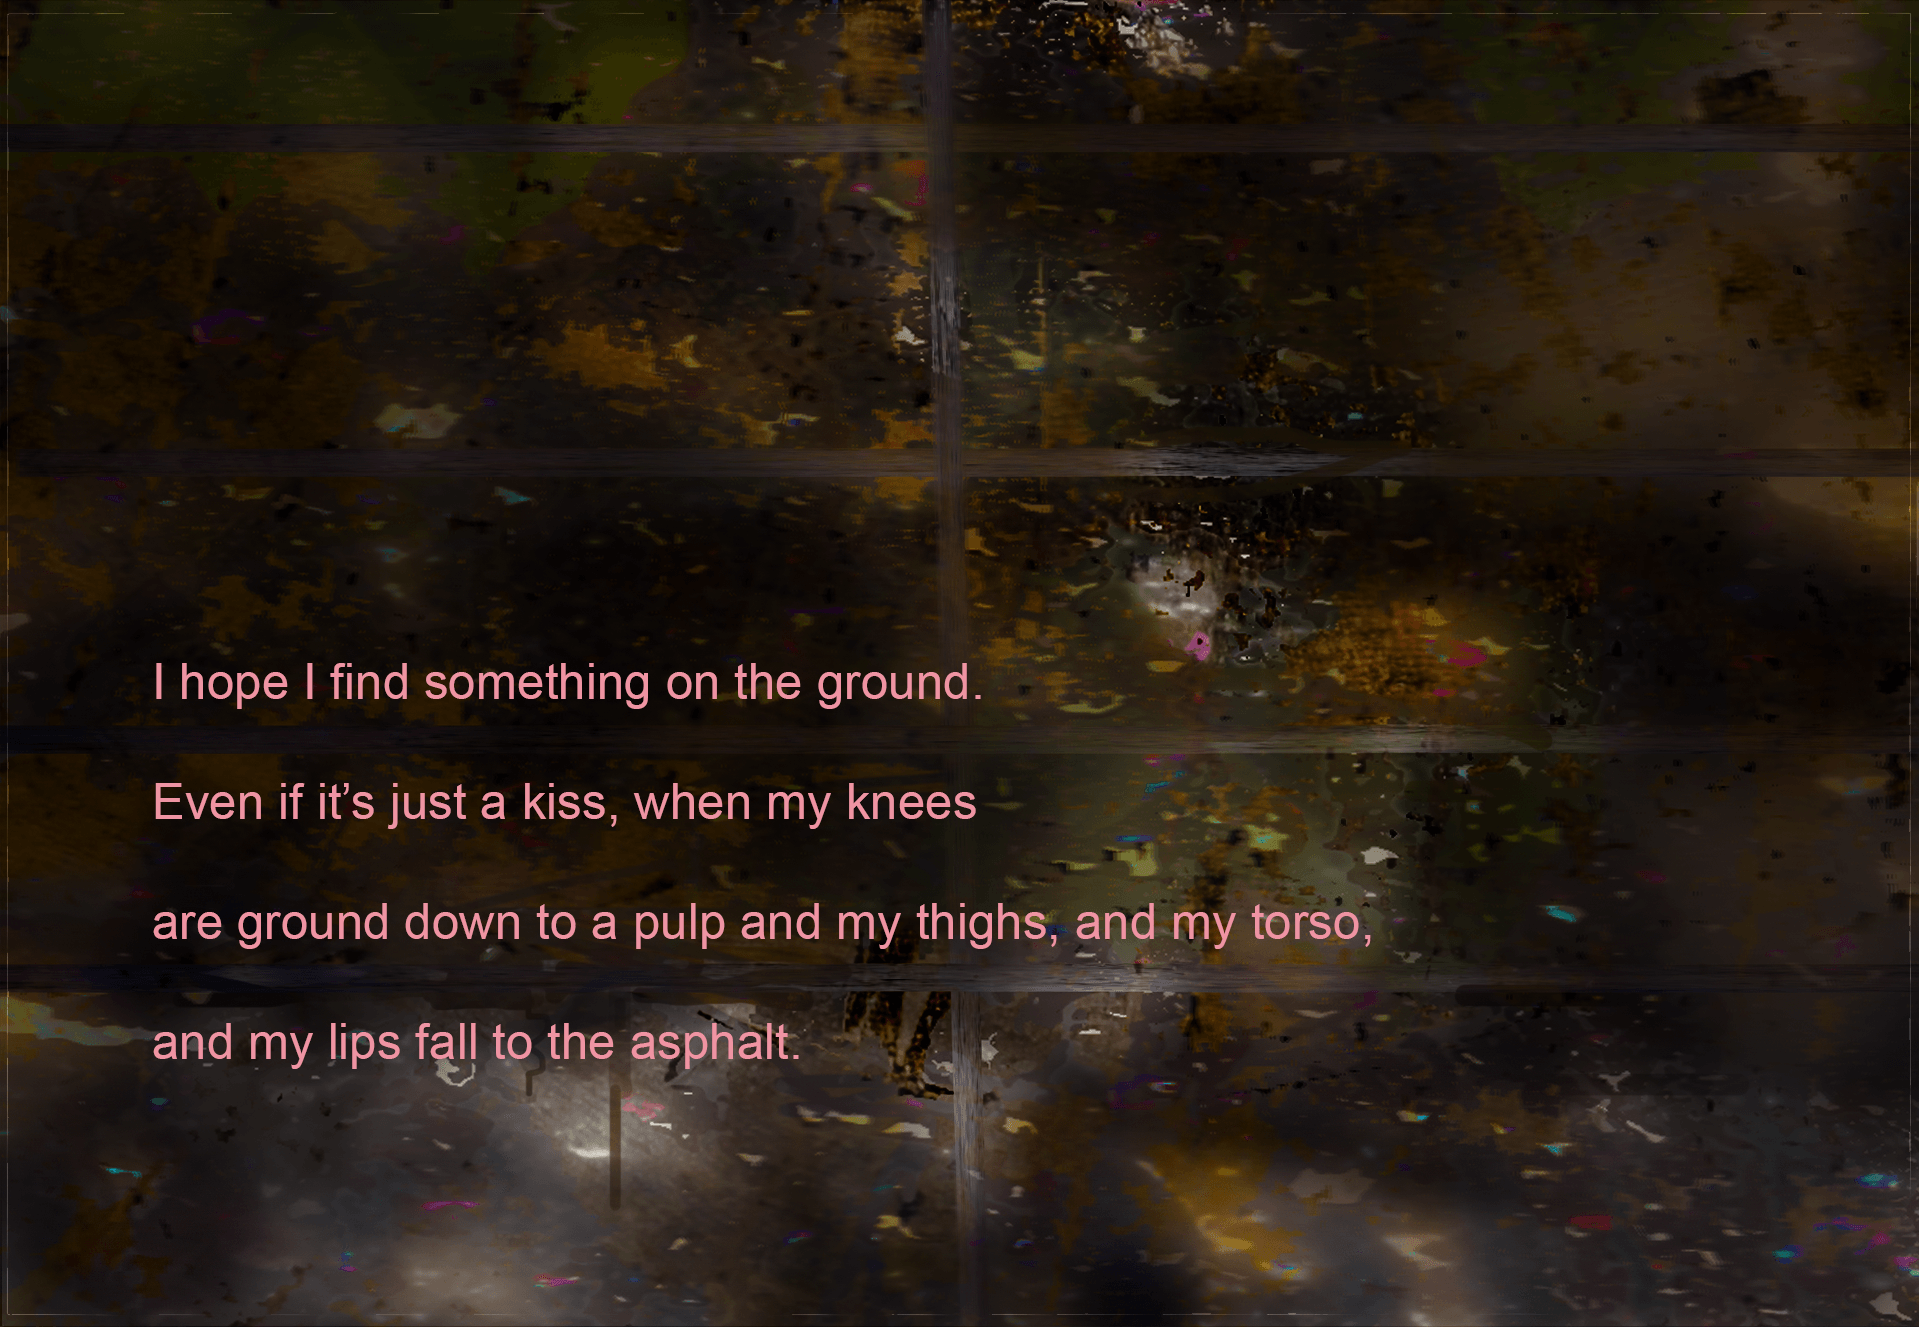 I hope I find something on the ground.
Even if it’s just a kiss, when my knees
are ground down to a pulp and my thighs, and my torso,
and my lips fall to the asphalt.